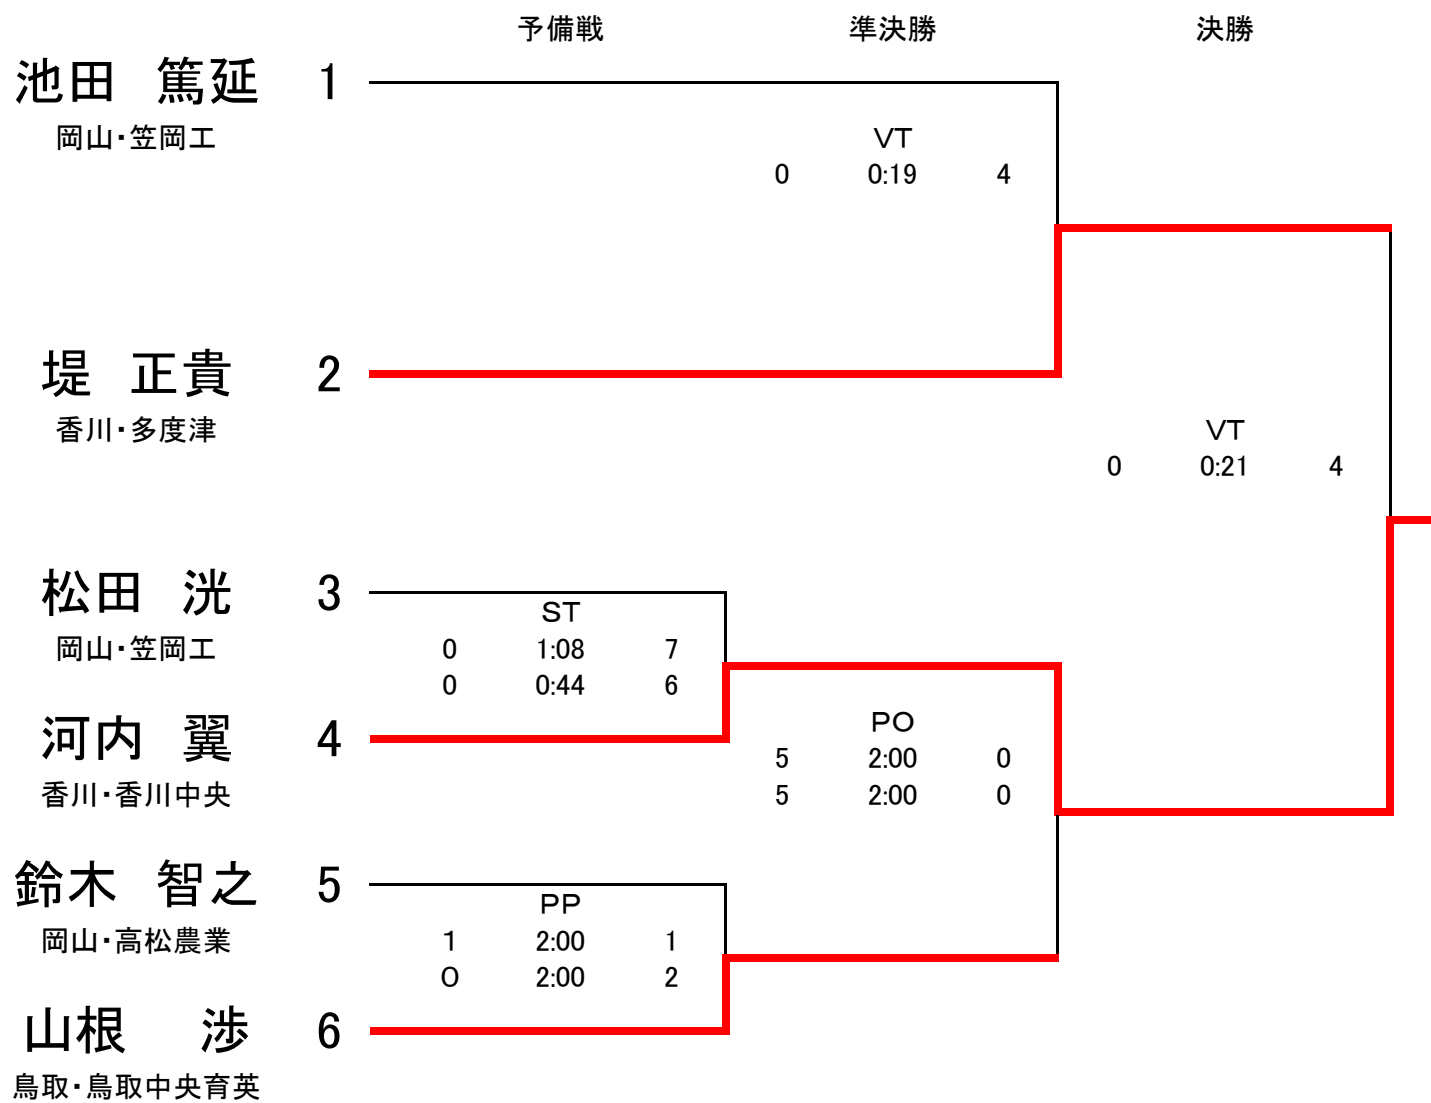 予備戦 準決勝 決勝
池田 篤延 1
岡山・笠岡工
VT
0 0:19 4
堤 正貴 2
香川・多度津
VT
0 0:21 4
松田 洸 3
岡山・笠岡工
ST
0 1:08 7
0 0:44 6
河内 翼 4
香川・香川中央
PO
5 2:00 0
5 2:00 0
鈴木 智之 5
岡山・高松農業
PP
1 2:00 1
0 2:00 2
山根 渉 6
鳥取・鳥取中央育英